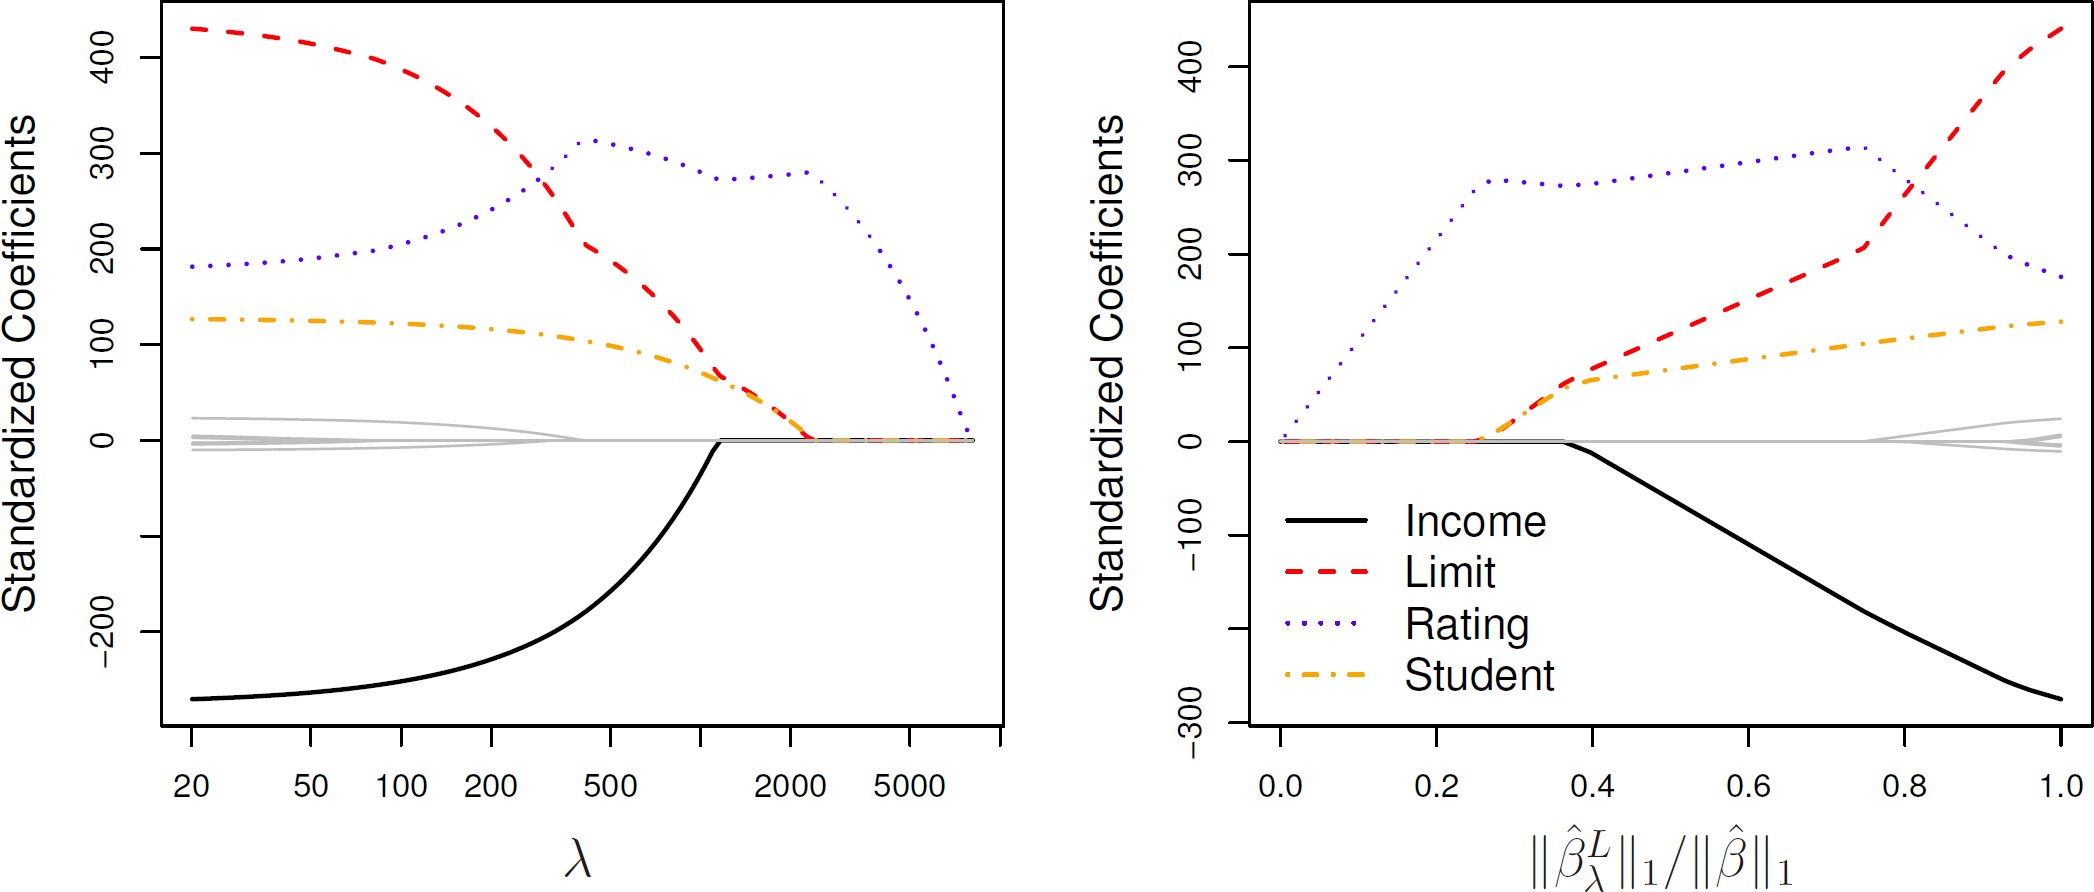 Standardized Coefficients
400
300
200
100
0
−200
20 50 100 200 500 2000 5000
λ
Standardized Coefficients
400
300
200
100
0
−100
−300
Income
Limit
Rating
Student
0.0 0.2 0.4 0.6 0.8 1.0
‖β̂λᴸ‖₁/‖β̂‖₁